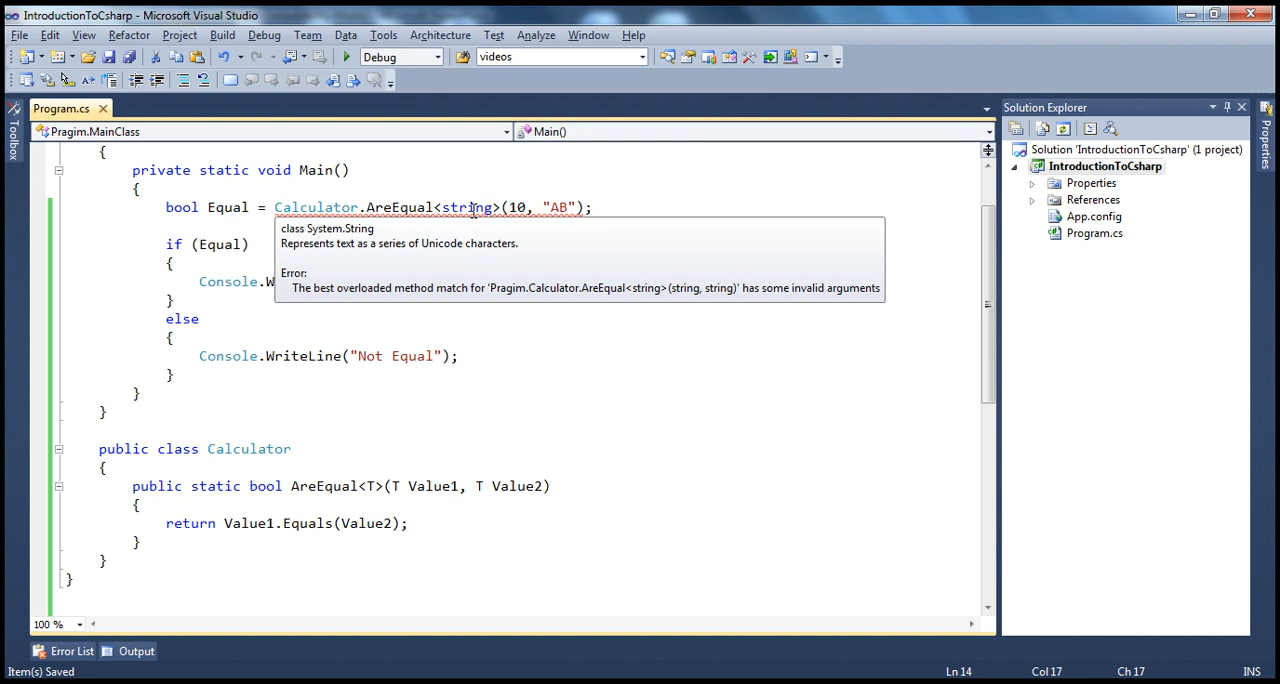 IntroductionToCsharp - Microsoft Visual Studio
File Edit View Refactor Project Build Debug Team Data Tools Architecture Test Analyze Window Help
Debug videos
Program.cs
Solution Explorer
Pragim.MainClass Main()
Toolbox
Properties
Solution 'IntroductionToCsharp' (1 project)
IntroductionToCsharp
Properties
References
App.config
Program.cs
{
private static void Main()
{
bool Equal = Calculator.AreEqual<string>(10, "AB");
class System.String
Represents text as a series of Unicode characters.
Error:
The best overloaded method match for 'Pragim.Calculator.AreEqual<string>(string, string)' has some invalid arguments
if (Equal)
{
Console.W
}
else
{
Console.WriteLine("Not Equal");
}
}
}
public class Calculator
{
public static bool AreEqual<T>(T Value1, T Value2)
{
return Value1.Equals(Value2);
}
}
}
100 %
Error List Output
Item(s) Saved Ln 14 Col 17 Ch 17 INS